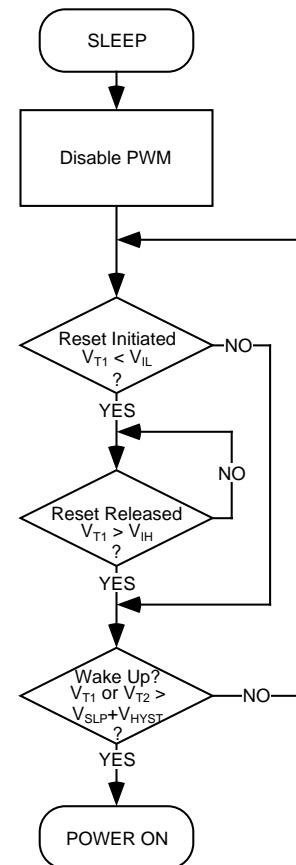 SLEEP
Disable PWM
Reset Initiated
V_T1 < V_IL
?
NO
YES
NO
Reset Released
V_T1 > V_IH
?
YES
Wake Up?
V_T1 or V_T2 >
V_SLP+V_HYST
?
NO
YES
POWER ON